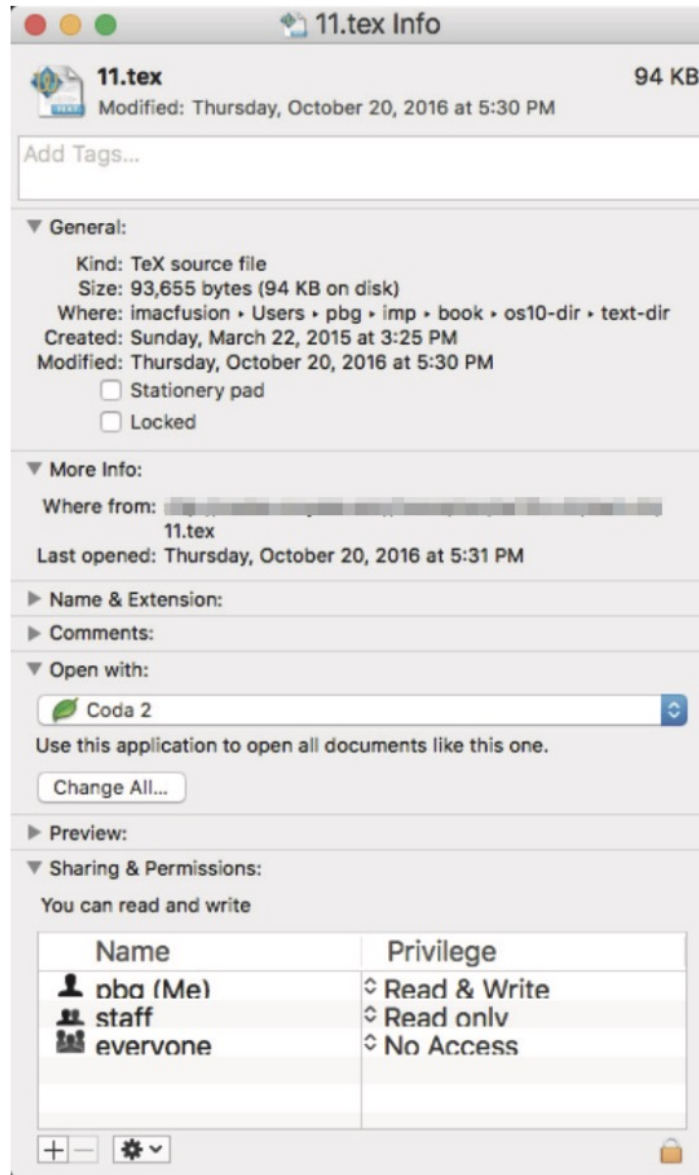 11.tex Info
11.tex 94 KB
Modified: Thursday, October 20, 2016 at 5:30 PM
Add Tags...
General:
Kind: TeX source file
Size: 93,655 bytes (94 KB on disk)
Where: imacfusion ▸ Users ▸ pbg ▸ imp ▸ book ▸ os10-dir ▸ text-dir
Created: Sunday, March 22, 2015 at 3:25 PM
Modified: Thursday, October 20, 2016 at 5:30 PM
Stationery pad
Locked
More Info:
Where from:
11.tex
Last opened: Thursday, October 20, 2016 at 5:31 PM
Name & Extension:
Comments:
Open with:
Coda 2
Use this application to open all documents like this one.
Change All...
Preview:
Sharing & Permissions:
You can read and write
Name Privilege
pbg (Me) Read & Write
staff Read only
everyone No Access